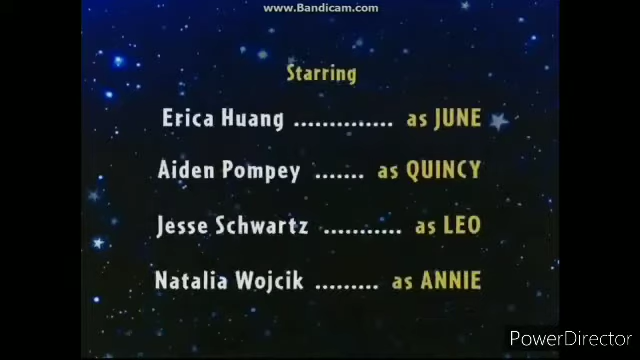 www.Bandicam.com
Starring
Erica Huang .............. as JUNE
Aiden Pompey ....... as QUINCY
Jesse Schwartz ........... as LEO
Natalia Wojcik ......... as ANNIE
PowerDirector